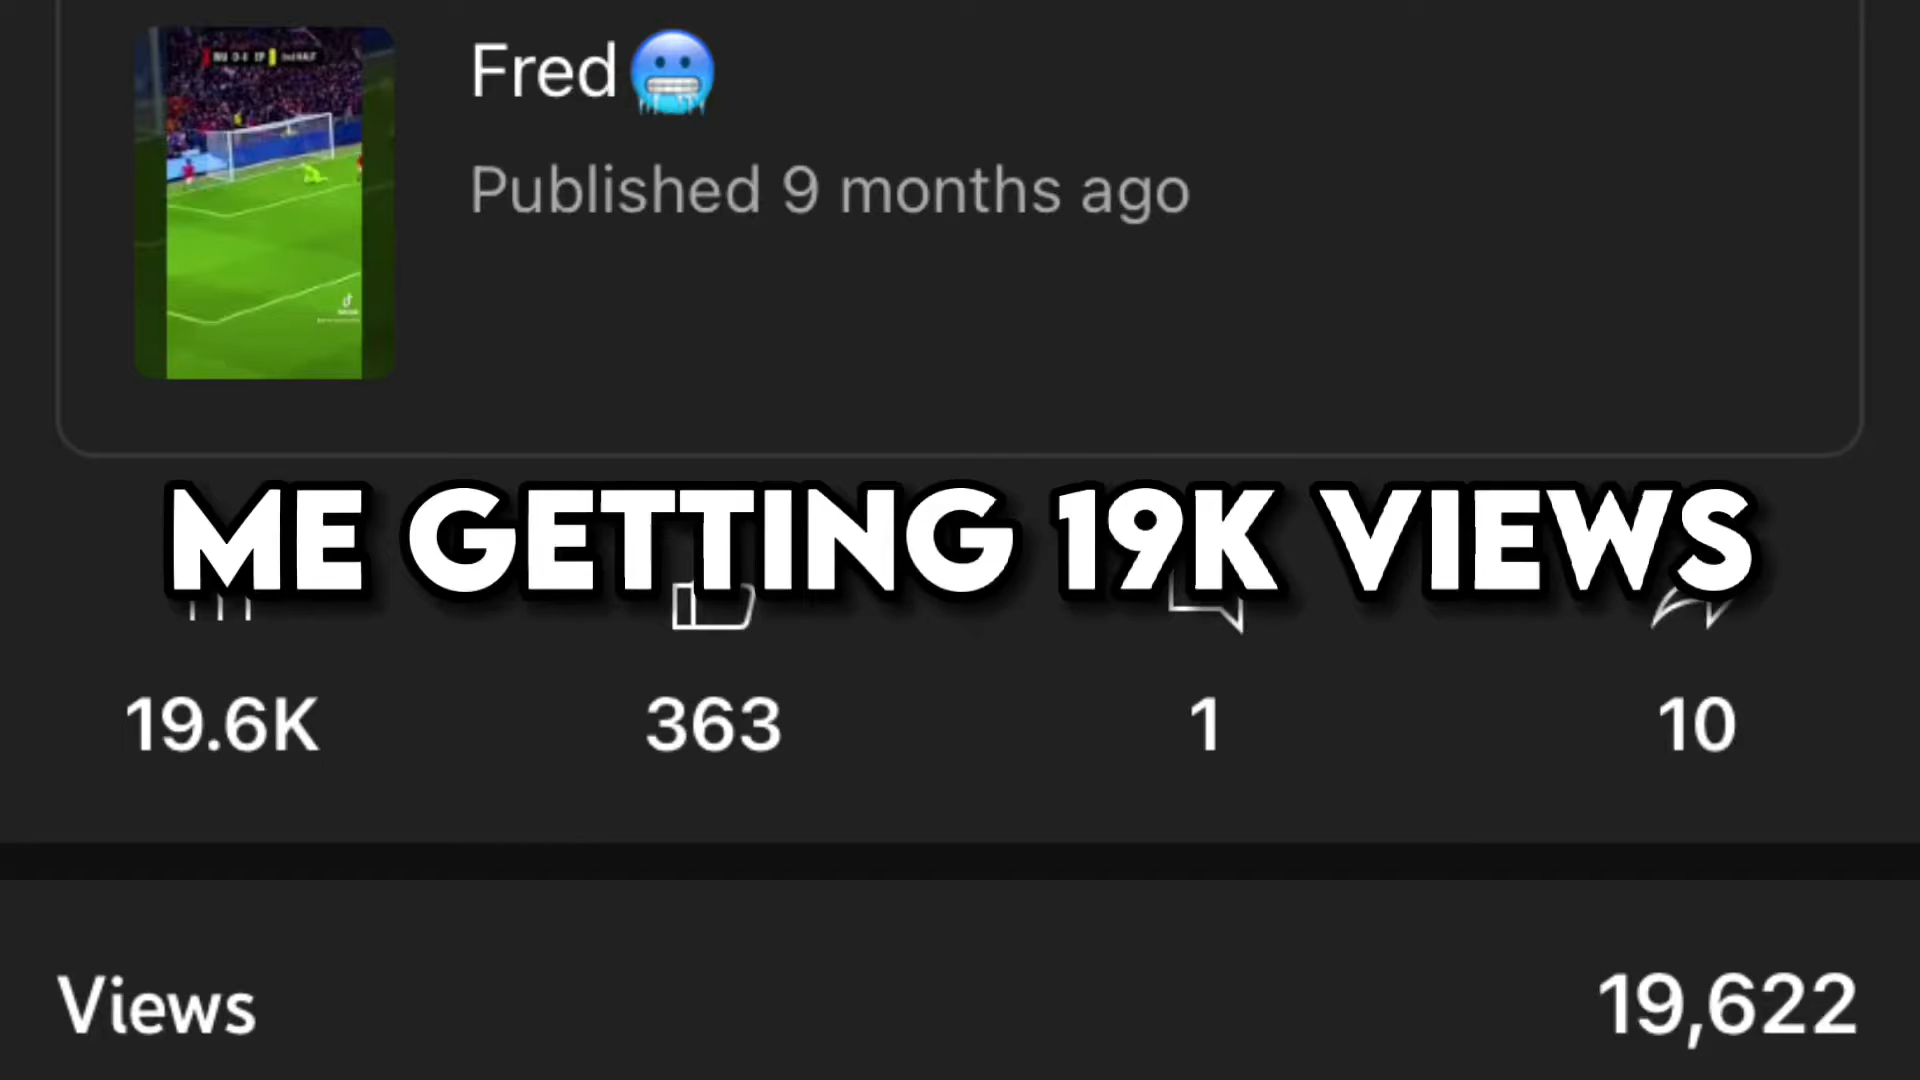 Fred🥶
Published 9 months ago
ME GETTING 19K VIEWS
19.6K 363 1 10
Views 19,622